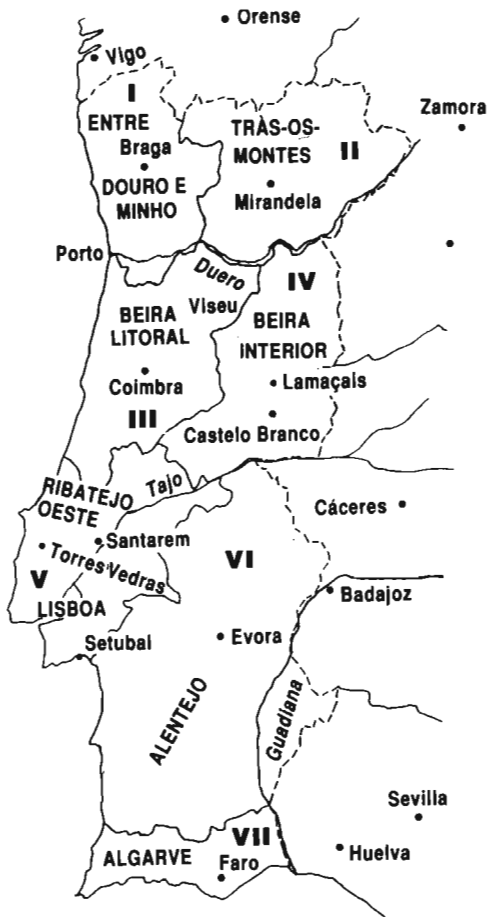 Orense
Vigo
I
ENTRE
Braga
DOURO E
MINHO
TRÀS-OS-
MONTES
II
Mirandela
Zamora
Porto
Duero
Viseu
IV
BEIRA
LITORAL
BEIRA
INTERIOR
Coimbra
Lamaçais
III
Castelo Branco
Tajo
RIBATEJO
OESTE
Cáceres
Santarem
Torres Vedras
VI
V
LISBOA
Badajoz
Setubal
Evora
ALENTEJO
Guadiana
Sevilla
VII
ALGARVE
Faro
Huelva